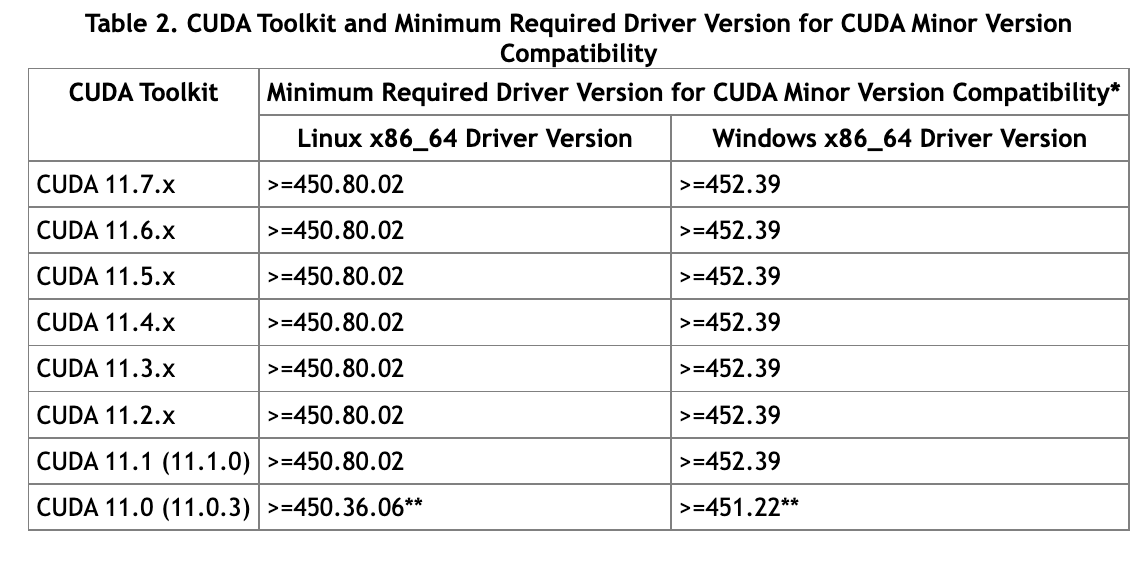 Table 2. CUDA Toolkit and Minimum Required Driver Version for CUDA Minor Version
Compatibility
CUDA Toolkit Minimum Required Driver Version for CUDA Minor Version Compatibility*
Linux x86_64 Driver Version Windows x86_64 Driver Version
CUDA 11.7.x >=450.80.02 >=452.39
CUDA 11.6.x >=450.80.02 >=452.39
CUDA 11.5.x >=450.80.02 >=452.39
CUDA 11.4.x >=450.80.02 >=452.39
CUDA 11.3.x >=450.80.02 >=452.39
CUDA 11.2.x >=450.80.02 >=452.39
CUDA 11.1 (11.1.0) >=450.80.02 >=452.39
CUDA 11.0 (11.0.3) >=450.36.06** >=451.22**